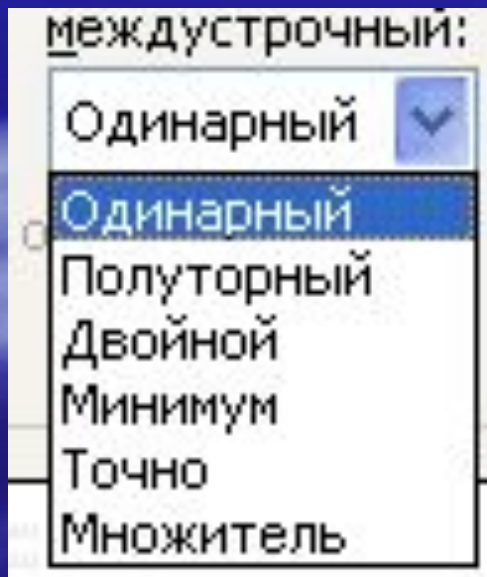 междустрочный:
Одинарный
Одинарный
Полуторный
Двойной
Минимум
Точно
Множитель